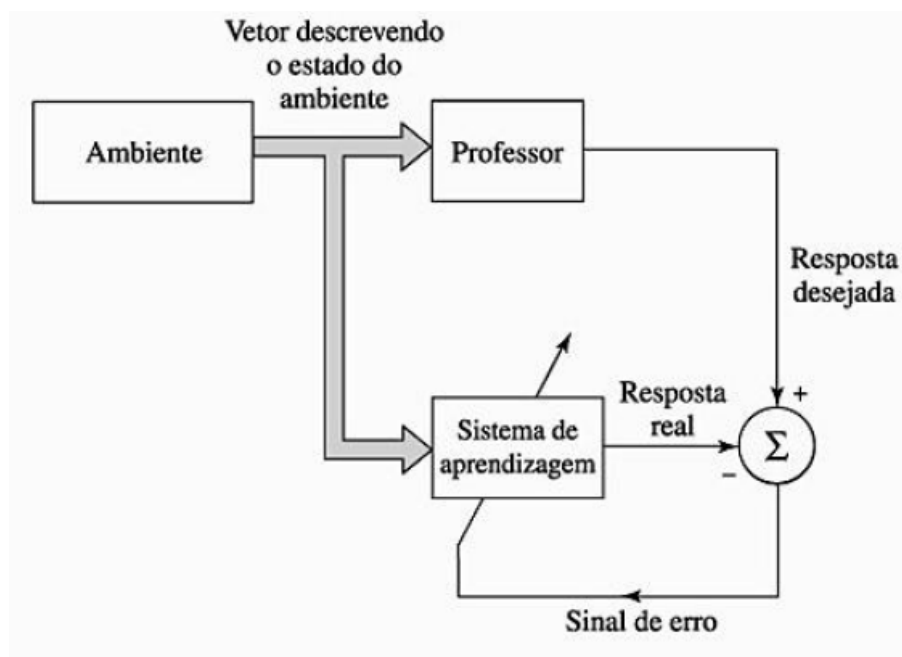 Vetor descrevendo
o estado do
ambiente
Ambiente
Professor
Resposta
desejada
+
Resposta
real
Σ
Sistema de
aprendizagem
–
Sinal de erro